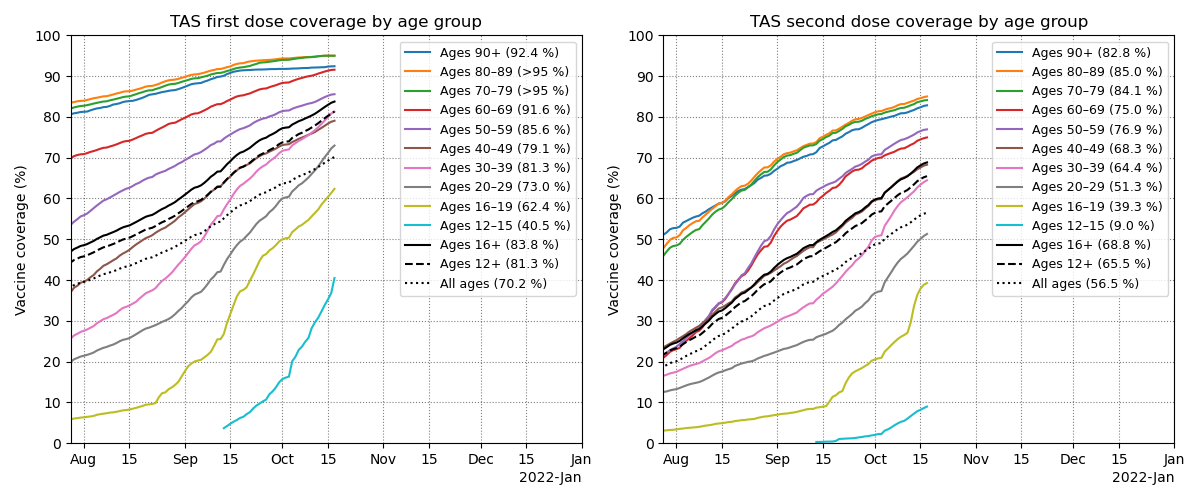 TAS first dose coverage by age group
Vaccine coverage (%)
100
90
80
70
60
50
40
30
20
10
0
Aug 15 Sep 15 Oct 15 Nov 15 Dec 15 Jan
2022-Jan
Ages 90+ (92.4 %)
Ages 80–89 (>95 %)
Ages 70–79 (>95 %)
Ages 60–69 (91.6 %)
Ages 50–59 (85.6 %)
Ages 40–49 (79.1 %)
Ages 30–39 (81.3 %)
Ages 20–29 (73.0 %)
Ages 16–19 (62.4 %)
Ages 12–15 (40.5 %)
Ages 16+ (83.8 %)
Ages 12+ (81.3 %)
All ages (70.2 %)
TAS second dose coverage by age group
Vaccine coverage (%)
100
90
80
70
60
50
40
30
20
10
0
Aug 15 Sep 15 Oct 15 Nov 15 Dec 15 Jan
2022-Jan
Ages 90+ (82.8 %)
Ages 80–89 (85.0 %)
Ages 70–79 (84.1 %)
Ages 60–69 (75.0 %)
Ages 50–59 (76.9 %)
Ages 40–49 (68.3 %)
Ages 30–39 (64.4 %)
Ages 20–29 (51.3 %)
Ages 16–19 (39.3 %)
Ages 12–15 (9.0 %)
Ages 16+ (68.8 %)
Ages 12+ (65.5 %)
All ages (56.5 %)